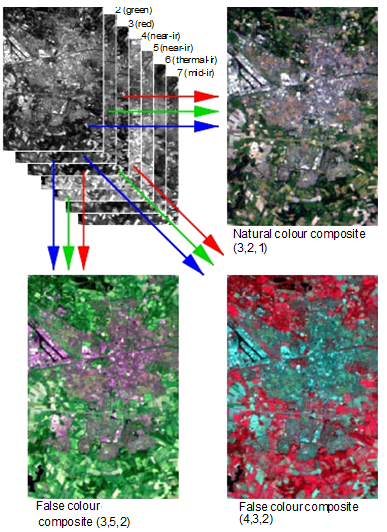 2 (green)
3 (red)
4 (near-ir)
5 (near-ir)
6 (thermal-ir)
7 (mid-ir)
Natural colour composite
(3,2,1)
False colour
composite (3,5,2)
False colour composite
(4,3,2)